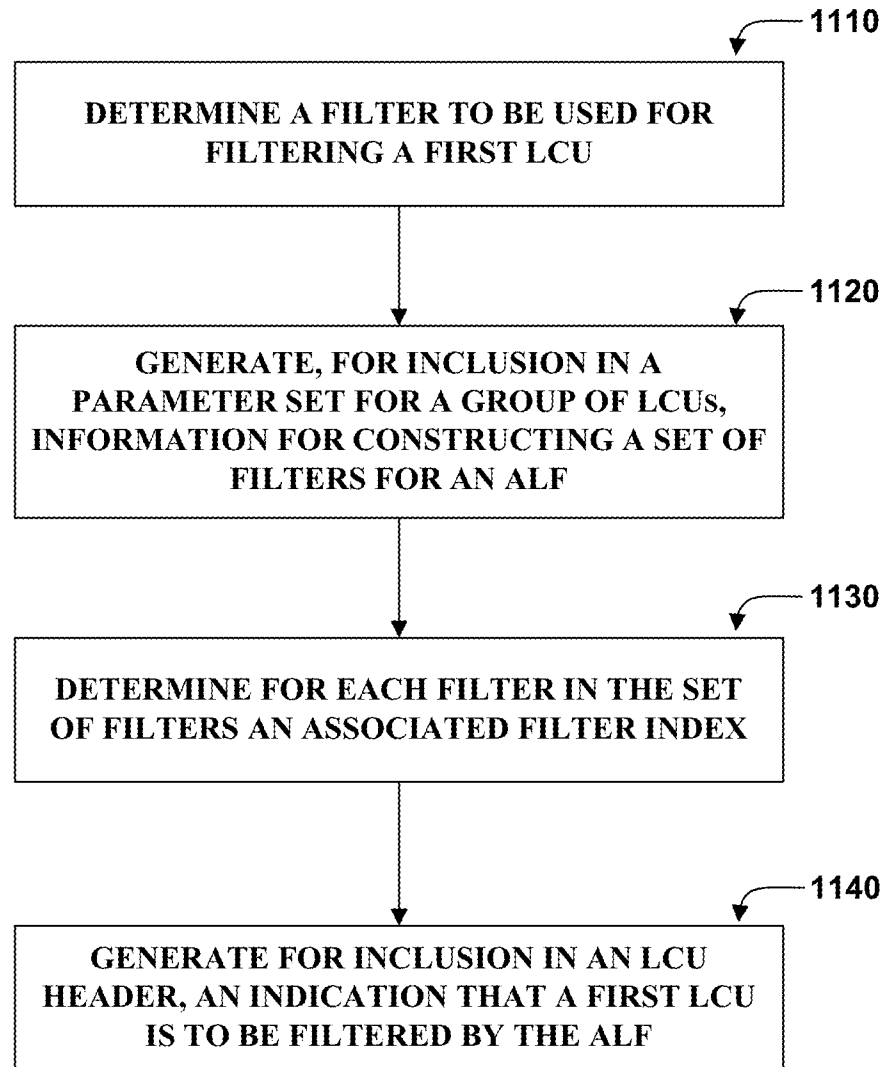 1110
DETERMINE A FILTER TO BE USED FOR
FILTERING A FIRST LCU
1120
GENERATE, FOR INCLUSION IN A
PARAMETER SET FOR A GROUP OF LCUs,
INFORMATION FOR CONSTRUCTING A SET OF
FILTERS FOR AN ALF
1130
DETERMINE FOR EACH FILTER IN THE SET
OF FILTERS AN ASSOCIATED FILTER INDEX
1140
GENERATE FOR INCLUSION IN AN LCU
HEADER, AN INDICATION THAT A FIRST LCU
IS TO BE FILTERED BY THE ALF